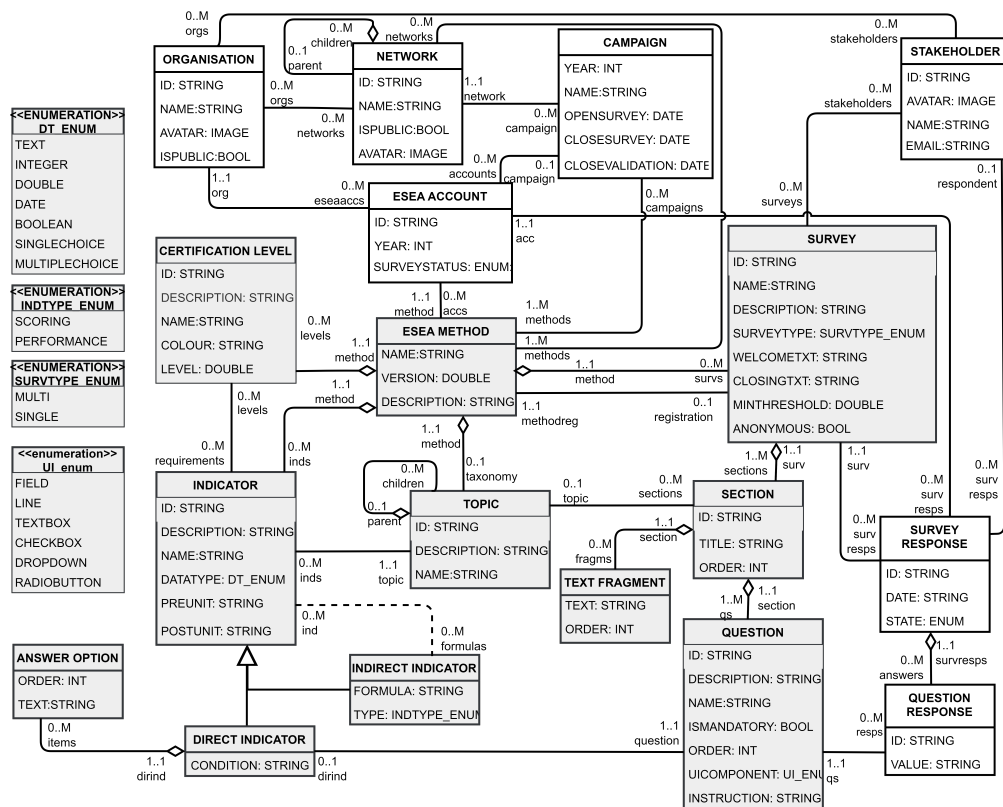 0..M
orgs
0..M
children
0..M
networks
0..M
stakeholders
ORGANISATION
ID: STRING
NAME:STRING
AVATAR: IMAGE
ISPUBLIC:BOOL
0..1
parent
NETWORK
ID: STRING
NAME:STRING
ISPUBLIC:BOOL
AVATAR: IMAGE
CAMPAIGN
YEAR: INT
NAME:STRING
OPENSURVEY: DATE
CLOSESURVEY: DATE
CLOSEVALIDATION: DATE
STAKEHOLDER
ID: STRING
AVATAR: IMAGE
NAME:STRING
EMAIL:STRING
0..M
orgs
0..M
networks
1..1
network
0..M
campaign
0..M
stakeholders
<<ENUMERATION>>
DT_ENUM
TEXT
INTEGER
DOUBLE
DATE
BOOLEAN
SINGLECHOICE
MULTIPLECHOICE
1..1
org
0..M
eseaaccs
0..M
accounts
0..1
campaign
0..M
campaigns
0..M
surveys
0..1
respondent
ESEA ACCOUNT
ID: STRING
YEAR: INT
SURVEYSTATUS: ENUM:
1..1
acc
CERTIFICATION LEVEL
ID: STRING
DESCRIPTION: STRING
NAME:STRING
COLOUR: STRING
LEVEL: DOUBLE
SURVEY
ID: STRING
NAME:STRING
DESCRIPTION: STRING
SURVEYTYPE: SURVTYPE_ENUM
WELCOMETXT: STRING
CLOSINGTXT: STRING
MINTHRESHOLD: DOUBLE
ANONYMOUS: BOOL
<<ENUMERATION>>
INDTYPE_ENUM
SCORING
PERFORMANCE
1..1
method
0..M
accs
1..M
methods
ESEA METHOD
NAME:STRING
VERSION: DOUBLE
DESCRIPTION: STRING
0..M
levels
1..1
method
1..M
methods
1..1
method
0..M
survs
<<ENUMERATION>>
SURVTYPE_ENUM
MULTI
SINGLE
0..M
levels
1..1
method
1..1
methodreg
0..1
registration
0..M
requirements
0..M
inds
1..1
method
0..1
taxonomy
1..M
sections
1..1
surv
1..1
surv
<<enumeration>>
UI_enum
FIELD
LINE
TEXTBOX
CHECKBOX
DROPDOWN
RADIOBUTTON
INDICATOR
ID: STRING
DESCRIPTION: STRING
NAME:STRING
DATATYPE: DT_ENUM
PREUNIT: STRING
POSTUNIT: STRING
0..M
children
0..1
parent
TOPIC
ID: STRING
DESCRIPTION: STRING
NAME:STRING
0..1
topic
0..M
sections
SECTION
ID: STRING
TITLE: STRING
ORDER: INT
0..M
surv
resps
0..M
surv
resps
0..M
surv
resps
SURVEY
RESPONSE
ID: STRING
DATE: STRING
STATE: ENUM
0..M
inds
1..1
topic
1..1
section
0..M
fragms
TEXT FRAGMENT
TEXT: STRING
ORDER: INT
1..M
qs
1..1
section
0..M
ind
0..M
formulas
INDIRECT INDICATOR
FORMULA: STRING
TYPE: INDTYPE_ENUM
QUESTION
ID: STRING
DESCRIPTION: STRING
NAME:STRING
ISMANDATORY: BOOL
ORDER: INT
UICOMPONENT: UI_ENU
INSTRUCTION: STRING
1..1
survresps
0..M
answers
QUESTION
RESPONSE
ID: STRING
VALUE: STRING
ANSWER OPTION
ORDER: INT
TEXT:STRING
0..M
items
1..1
dirind
DIRECT INDICATOR
CONDITION: STRING
0..1
dirind
1..1
question
0..M
resps
1..1
qs